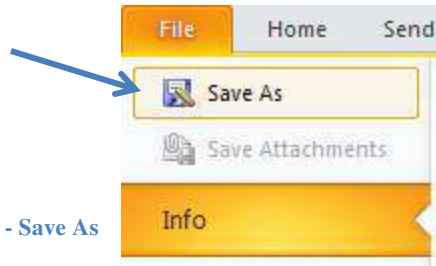 File Home Send
Save As
Save Attachments
- Save As
Info